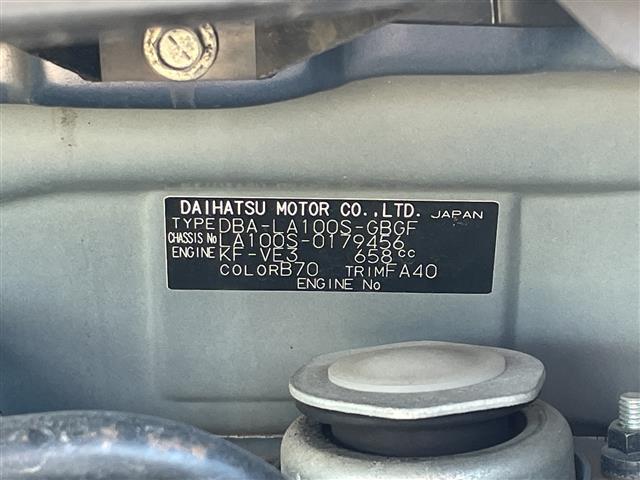 DAIHATSU MOTOR CO.,LTD. JAPAN
TYPE DBA-LA100S-GBGF
CHASSIS No LA100S-0179456
ENGINE KF-VE3 658cc
COLOR B70 TRIM FA40
ENGINE No